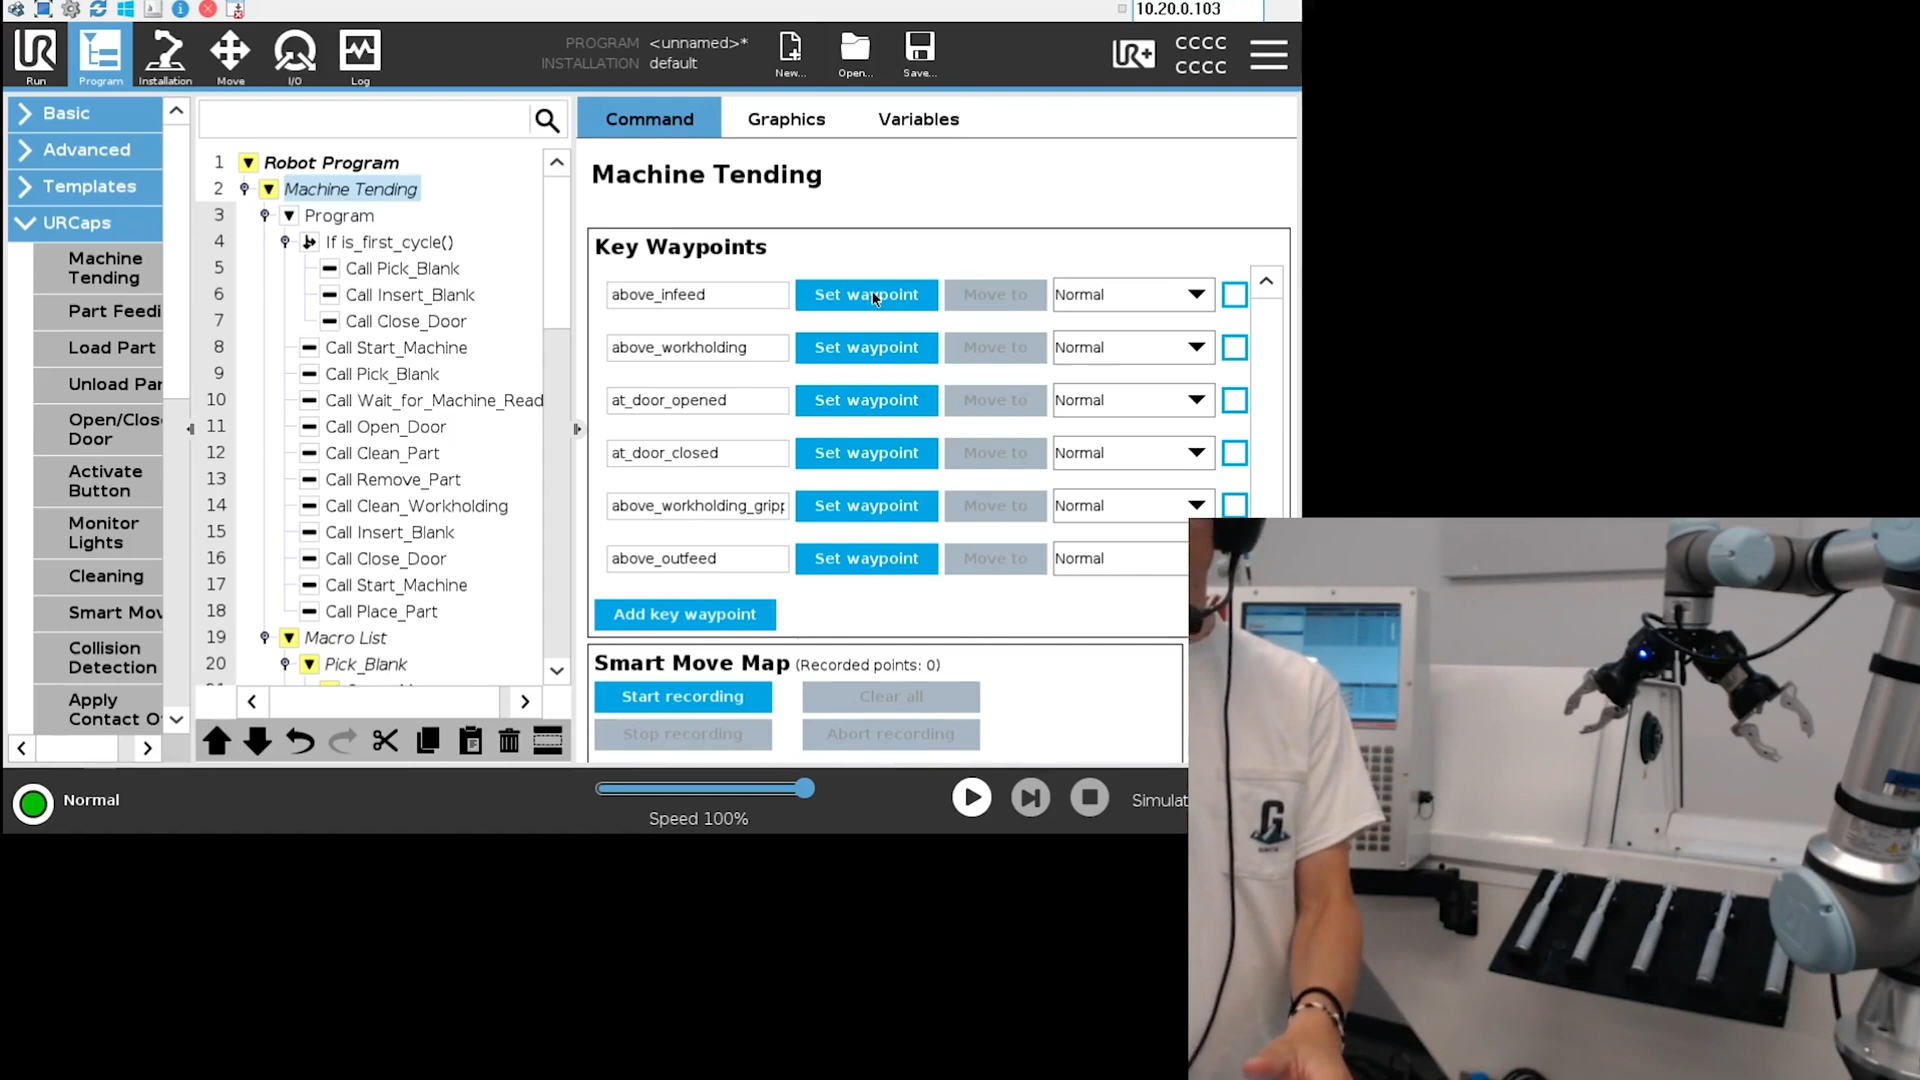 10.20.0.103
Run
Program
Installation
Move
I/O
Log
PROGRAM <unnamed>*
INSTALLATION default
New...
Open...
Save...
UR+
CCCC
CCCC
Basic
Advanced
Templates
URCaps
Machine
Tending
Part Feedi
Load Part
Unload Par
Open/Close
Door
Activate
Button
Monitor
Lights
Cleaning
Smart Mov
Collision
Detection
Apply
Contact O
1 Robot Program
2 Machine Tending
3 Program
4 If is_first_cycle()
5 Call Pick_Blank
6 Call Insert_Blank
7 Call Close_Door
8 Call Start_Machine
9 Call Pick_Blank
10 Call Wait_for_Machine_Read
11 Call Open_Door
12 Call Clean_Part
13 Call Remove_Part
14 Call Clean_Workholding
15 Call Insert_Blank
16 Call Close_Door
17 Call Start_Machine
18 Call Place_Part
19 Macro List
20 Pick_Blank
Command Graphics Variables
Machine Tending
Key Waypoints
above_infeed Set waypoint Move to Normal
above_workholding Set waypoint Move to Normal
at_door_opened Set waypoint Move to Normal
at_door_closed Set waypoint Move to Normal
above_workholding_gripp Set waypoint Move to Normal
above_outfeed Set waypoint Move to Normal
Add key waypoint
Smart Move Map (Recorded points: 0)
Start recording Clear all
Stop recording Abort recording
Normal
Speed 100%
Simulat